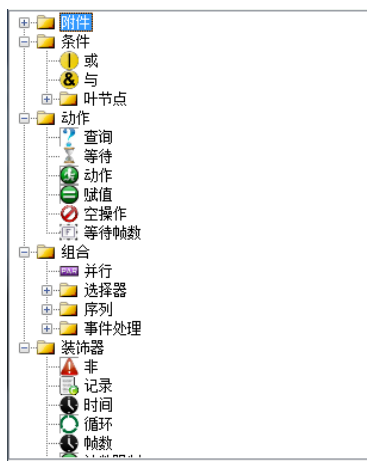 附件
条件
或
与
叶节点
动作
查询
等待
动作
赋值
空操作
等待帧数
组合
并行
选择器
序列
事件处理
装饰器
非
记录
时间
循环
帧数